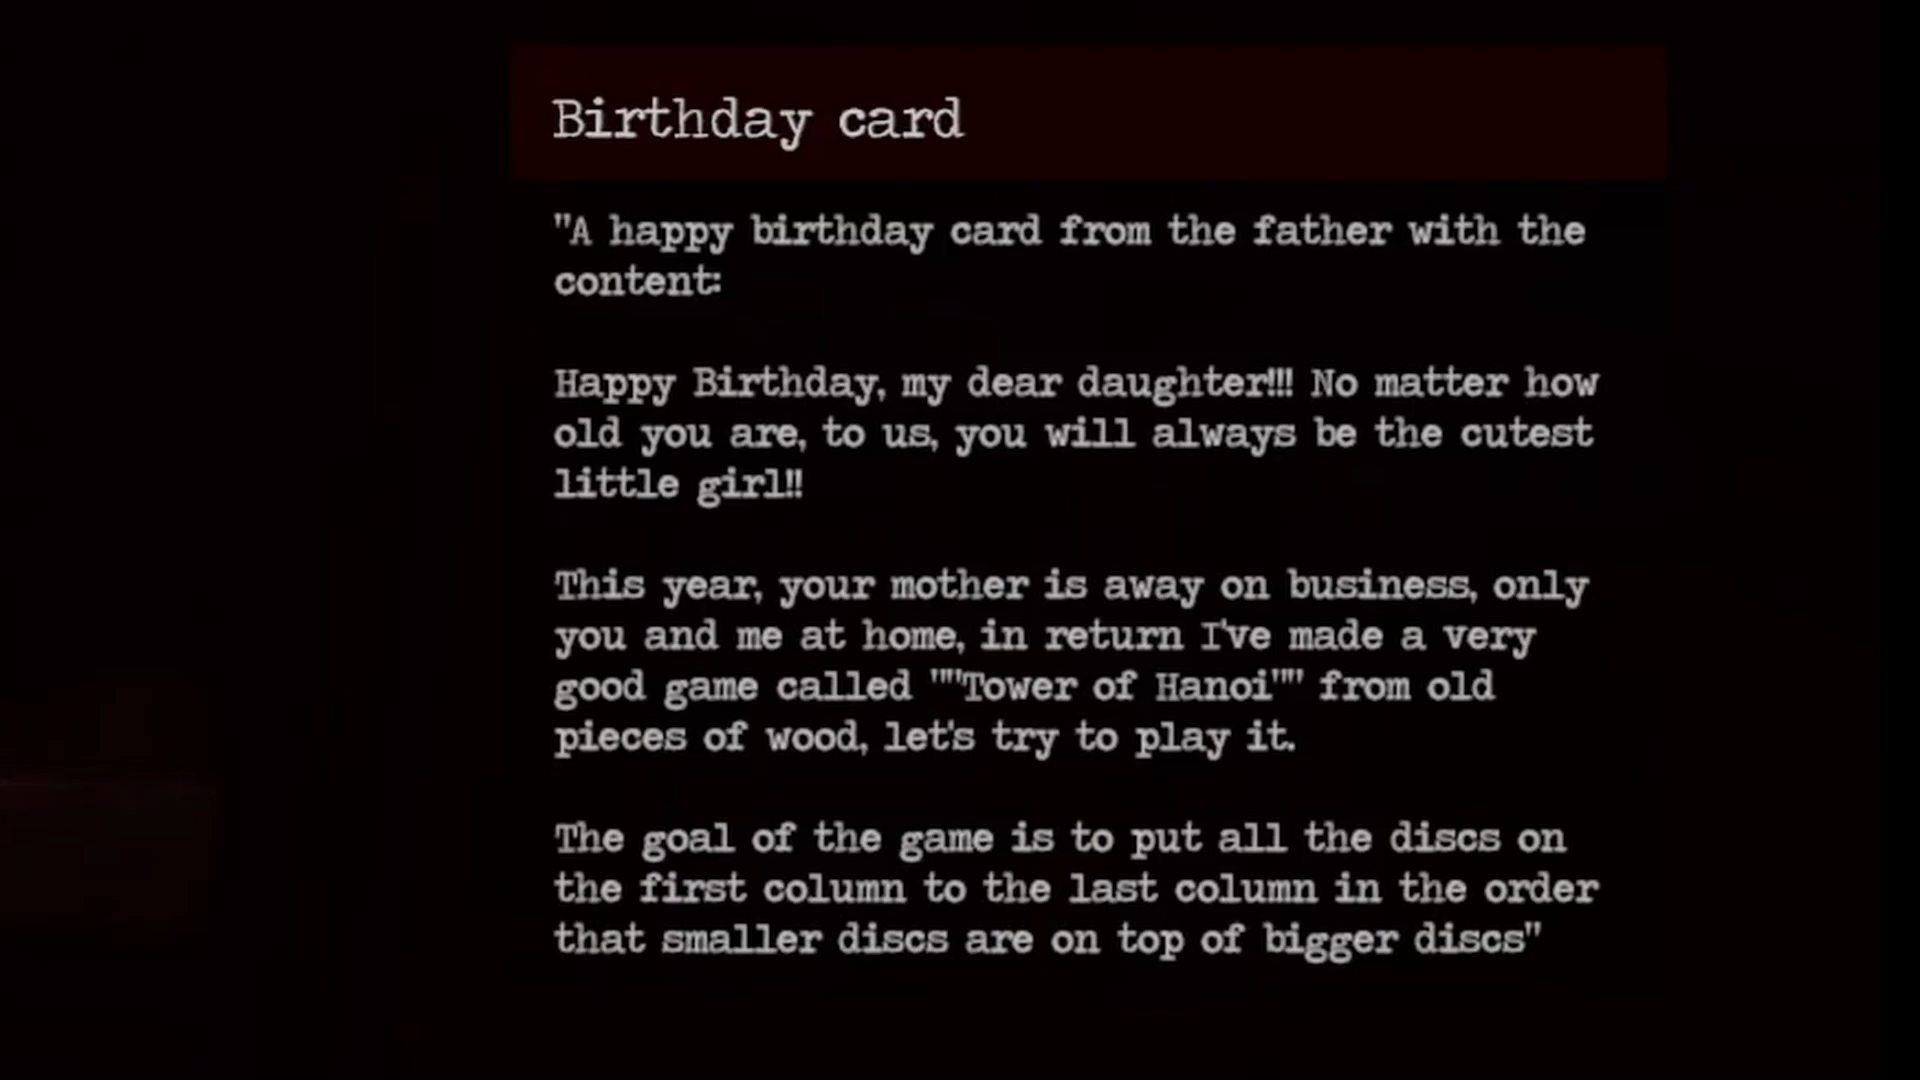 Birthday card
"A happy birthday card from the father with the
content:
Happy Birthday, my dear daughter!!! No matter how
old you are, to us, you will always be the cutest
little girl!!
This year, your mother is away on business, only
you and me at home, in return I've made a very
good game called ""Tower of Hanoi"" from old
pieces of wood, let's try to play it.
The goal of the game is to put all the discs on
the first column to the last column in the order
that smaller discs are on top of bigger discs"